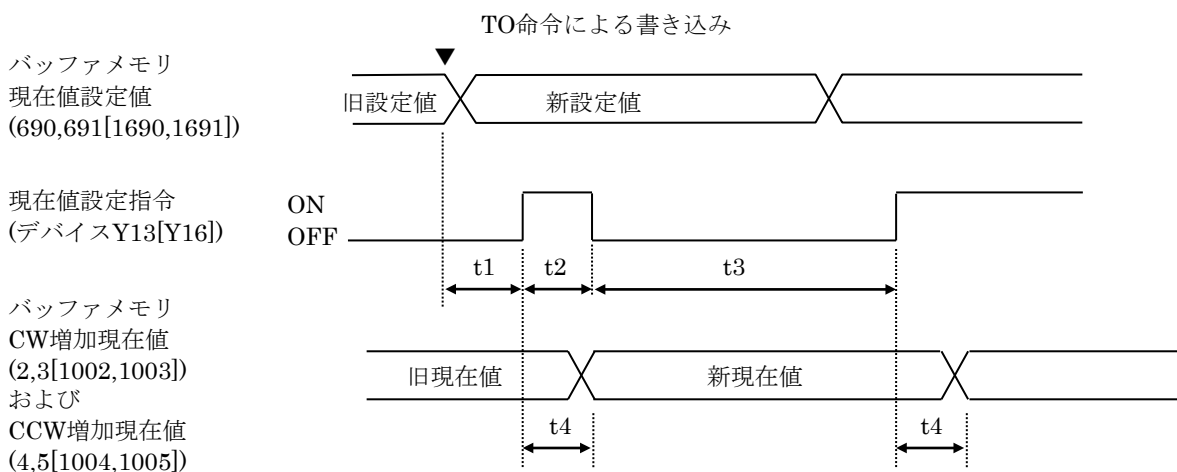 TO命令による書き込み
▼
バッファメモリ
現在値設定値
(690,691[1690,1691])
旧設定値
新設定値
現在値設定指令
(デバイスY13[Y16])
ON
OFF
t1
t2
t3
バッファメモリ
CW増加現在値
(2,3[1002,1003])
および
CCW増加現在値
(4,5[1004,1005])
旧現在値
新現在値
t4
t4